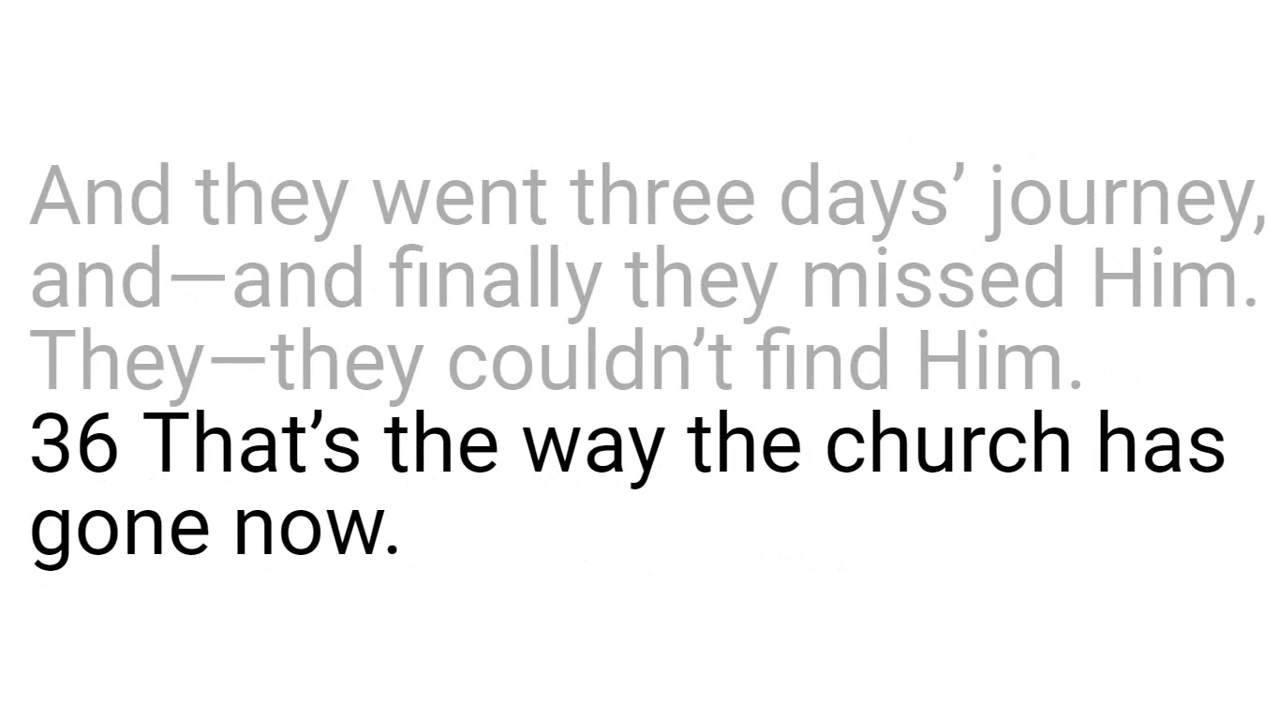 And they went three days’ journey,
and—and finally they missed Him.
They—they couldn’t find Him.
36 That’s the way the church has
gone now.